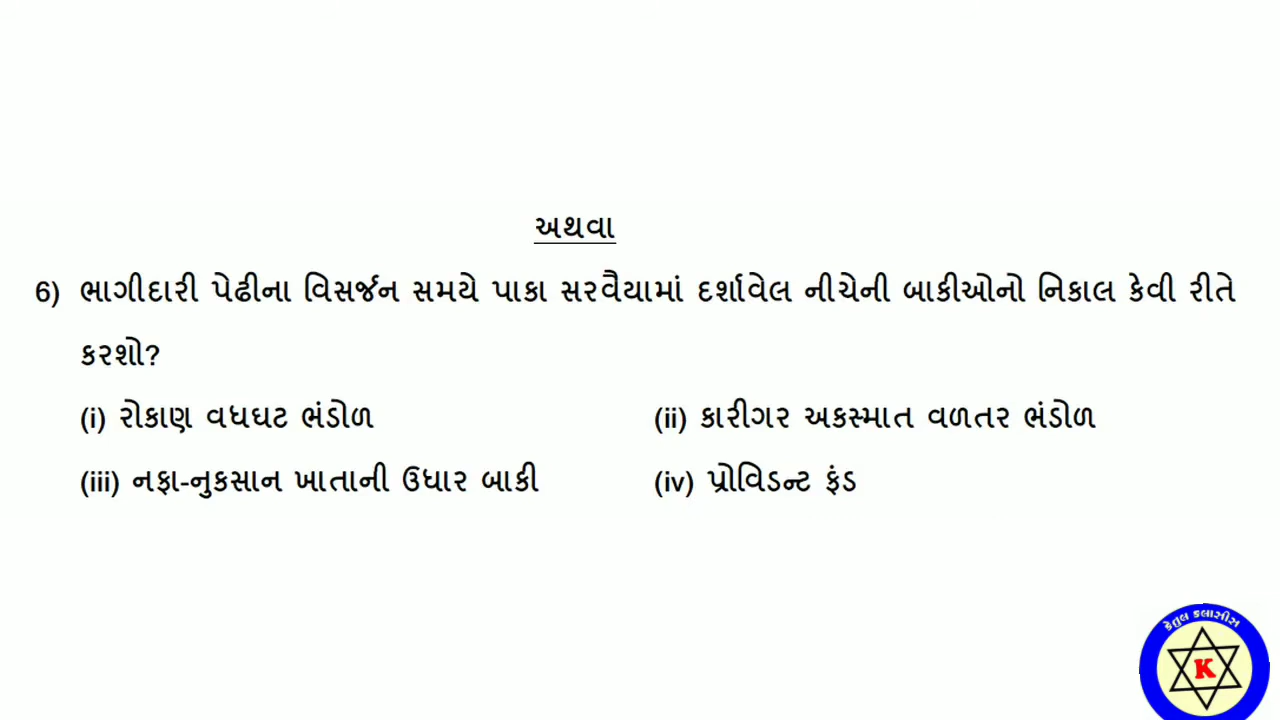 અથવા
6) ભાગીદારી પેઢીના વિસર્જન સમયે પાકા સરવૈયામાં દર્શાવેલ નીચેની બાકીઓનો નિકાલ કેવી રીતે
કરશો?
(i) રોકાણ વધઘટ ભંડોળ (ii) કારીગર અકસ્માત વળતર ભંડોળ
(iii) નફા-નુકસાન ખાતાની ઉધાર બાકી (iv) પ્રોવિડન્ટ ફંડ
કેતુલ ક્લાસીસ
K